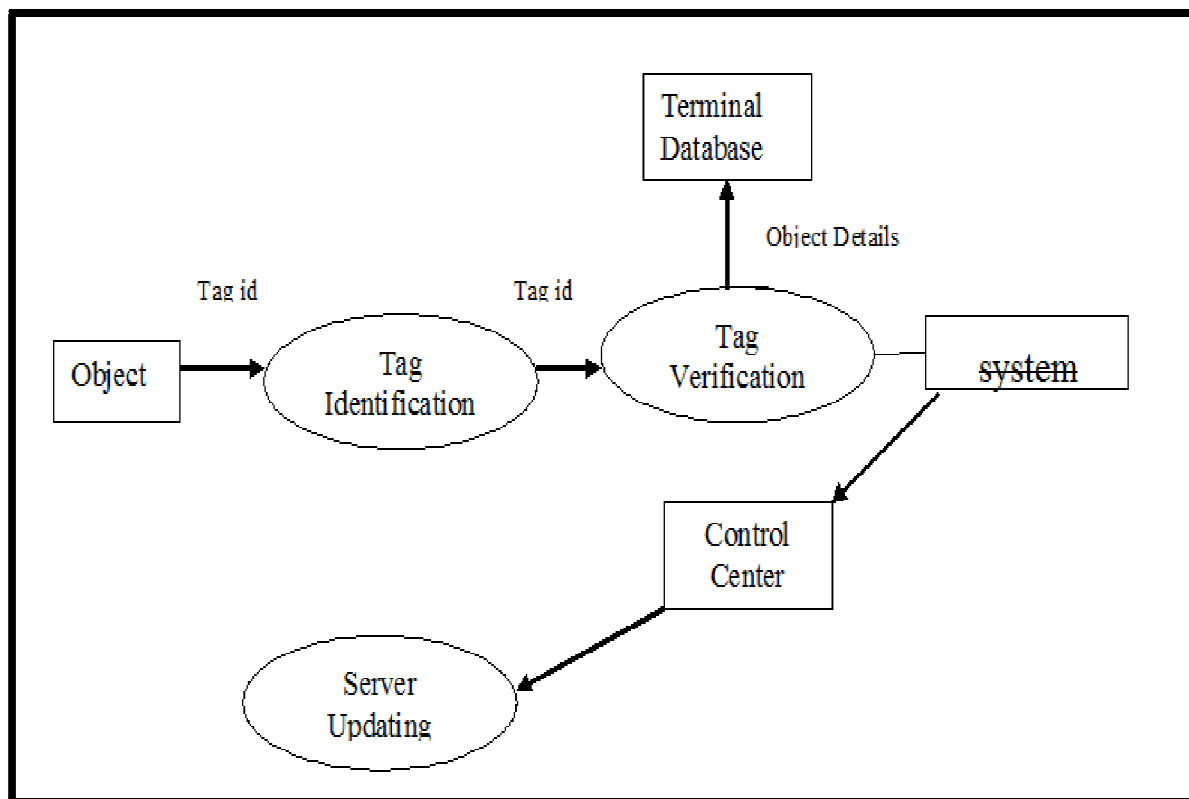 Terminal
Database
Object Details
Tag id
Tag id
Object
Tag
Identification
Tag
Verification
system
Control
Center
Server
Updating